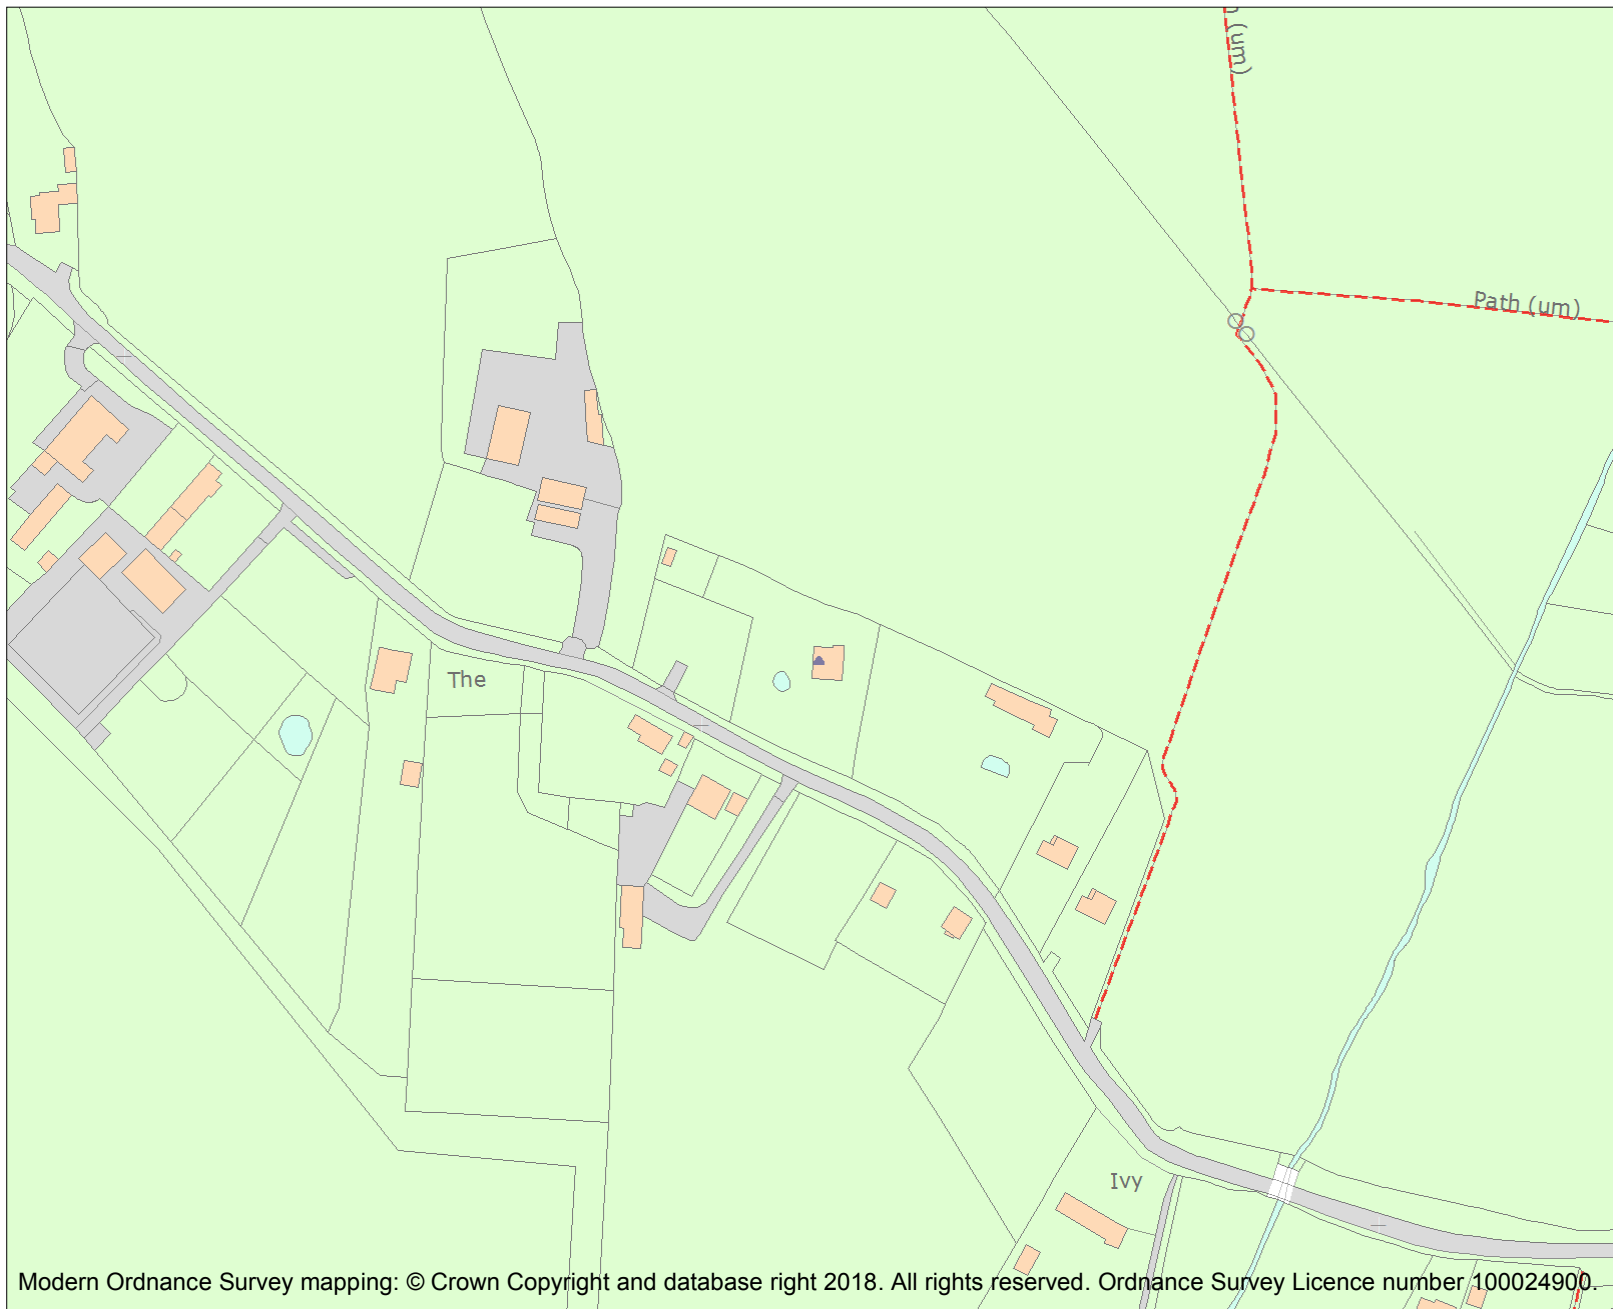 (um)
Path (um)
The
Ivy
Modern Ordnance Survey mapping: © Crown Copyright and database right 2018. All rights reserved. Ordnance Survey Licence number 100024900.